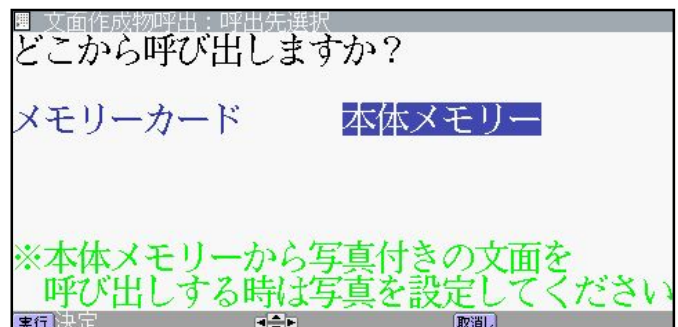 文面作成物呼出:呼出先選択
どこから呼び出しますか?
メモリーカード 本体メモリー
※本体メモリーから写真付きの文面を
呼び出しする時は写真を設定してください
実行 決定 取消し